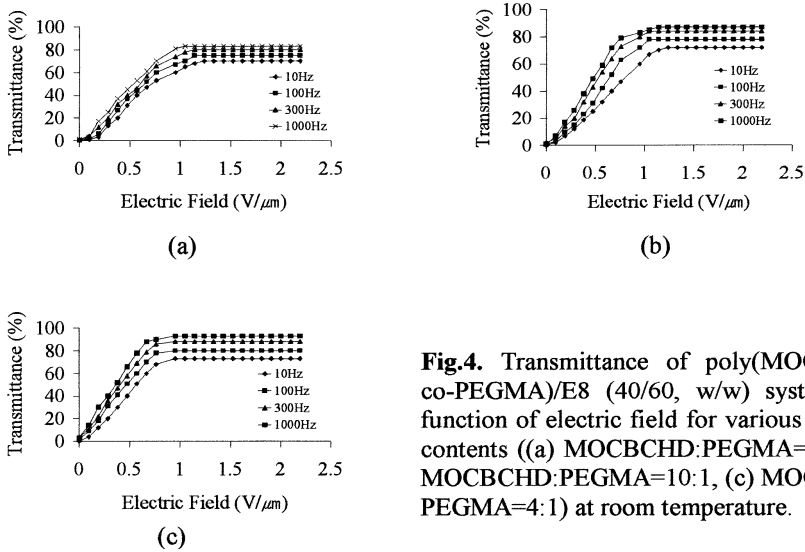 Transmittance (%)
100
80
60
40
20
0
10Hz
100Hz
300Hz
1000Hz
0 0.5 1 1.5 2 2.5
Electric Field (V/㎛)
(a)
Transmittance (%)
100
80
60
40
20
0
10Hz
100Hz
300Hz
1000Hz
0 0.5 1 1.5 2 2.5
Electric Field (V/㎛)
(b)
Transmittance (%)
100
80
60
40
20
0
10Hz
100Hz
300Hz
1000Hz
0 0.5 1 1.5 2 2.5
Electric Field (V/㎛)
(c)
Fig.4. Transmittance of poly(MOC
co-PEGMA)/E8 (40/60, w/w) syst
function of electric field for various
contents ((a) MOCBCHD:PEGMA=
MOCBCHD:PEGMA=10:1, (c) MOC
PEGMA=4:1) at room temperature.